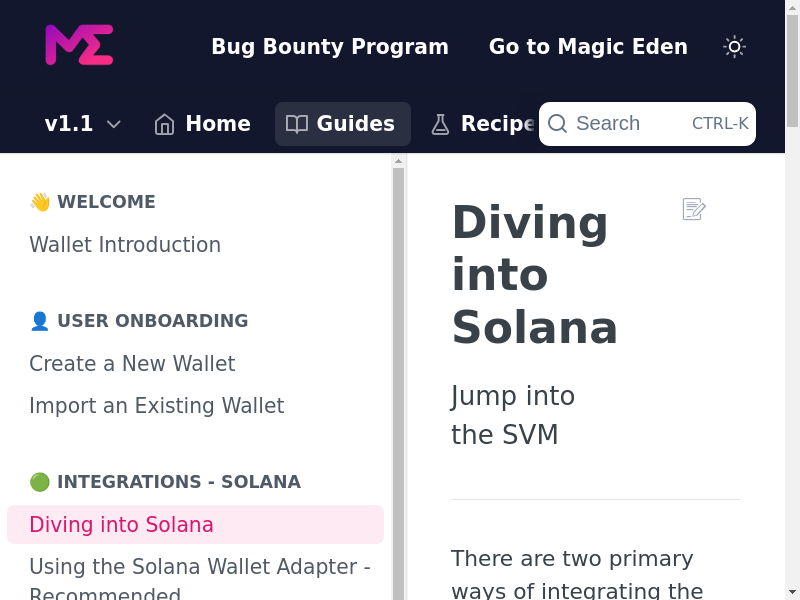 Bug Bounty Program
Go to Magic Eden
v1.1
Home
Guides
Recipe
Search
CTRL-K
👋 WELCOME
Wallet Introduction
👤 USER ONBOARDING
Create a New Wallet
Import an Existing Wallet
🟢 INTEGRATIONS - SOLANA
Diving into Solana
Using the Solana Wallet Adapter -
Recommended
Diving
into
Solana
Jump into
the SVM
There are two primary
ways of integrating the